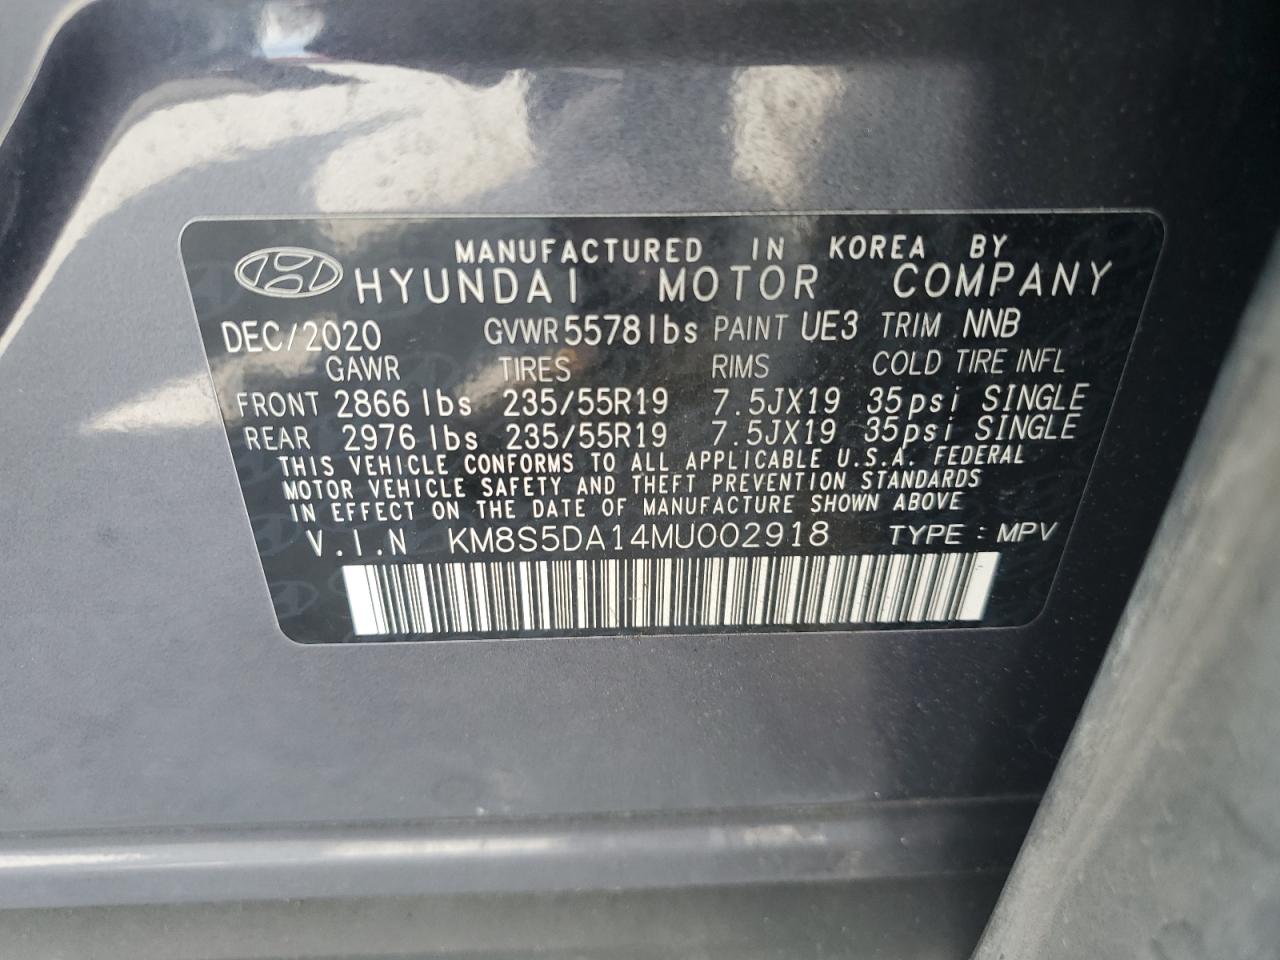 MANUFACTURED IN KOREA BY
HYUNDAI MOTOR COMPANY
DEC/2020 GVWR 5578lbs PAINT UE3 TRIM NNB
GAWR TIRES RIMS COLD TIRE INFL
FRONT 2866 lbs 235/55R19 7.5JX19 35psi SINGLE
REAR 2976 lbs 235/55R19 7.5JX19 35psi SINGLE
THIS VEHICLE CONFORMS TO ALL APPLICABLE U.S.A. FEDERAL
MOTOR VEHICLE SAFETY AND THEFT PREVENTION STANDARDS
IN EFFECT ON THE DATE OF MANUFACTURE SHOWN ABOVE
V.I.N KM8S5DA14MU002918 TYPE : MPV